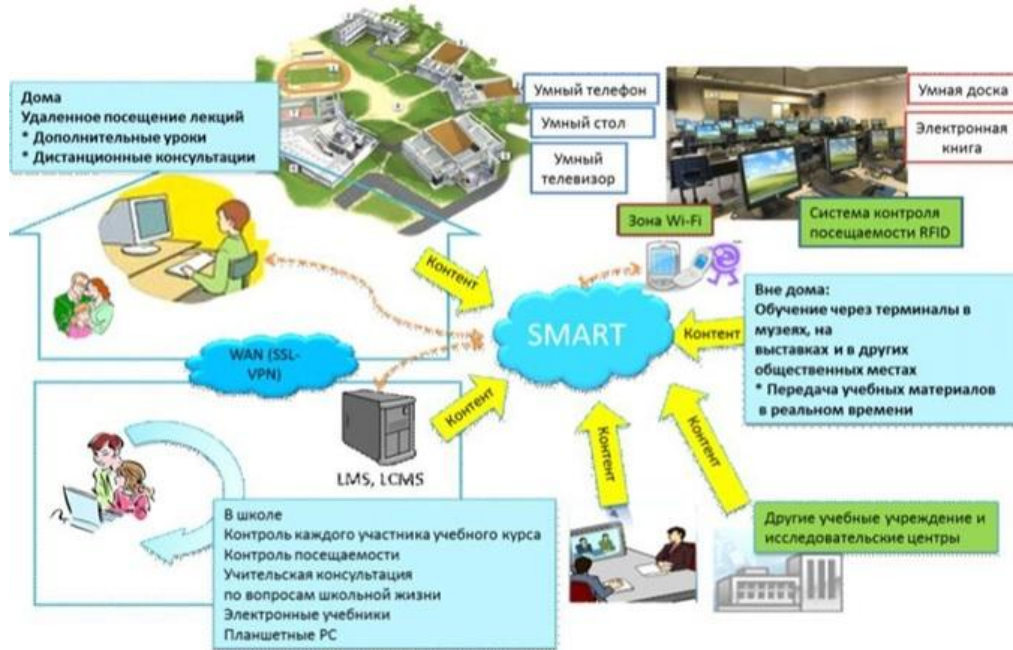 Дома
Удаленное посещение лекций
* Дополнительные уроки
* Дистанционные консультации
Умный телефон
Умный стол
Умный
телевизор
Умная доска
Электронная
книга
Зона Wi-Fi
Система контроля
посещаемости RFID
Контент
SMART
Контент
Вне дома:
Обучение через терминалы в
музеях, на
выставках и в других
общественных местах
* Передача учебных материалов
в реальном времени
WAN (SSL-
VPN)
Контент
LMS, LCMS
Контент
Контент
В школе
Контроль каждого участника учебного курса
Контроль посещаемости
Учительская консультация
по вопросам школьной жизни
Электронные учебники
Планшетные PC
Другие учебные учреждение и
исследовательские центры